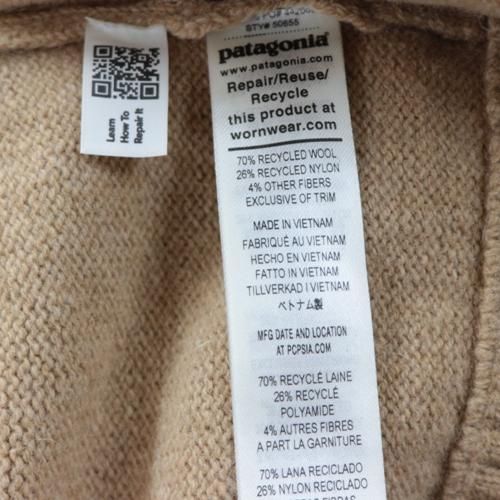 Learn
How To
Repair It
STY# 50655
patagonia
www.patagonia.com
Repair/Reuse/
Recycle
this product at
wornwear.com
70% RECYCLED WOOL
26% RECYCLED NYLON
4% OTHER FIBERS
EXCLUSIVE OF TRIM
MADE IN VIETNAM
FABRIQUÉ AU VIETNAM
HECHO EN VIETNAM
FATTO IN VIETNAM
TILLVERKAD I VIETNAM
ベトナム製
MFG DATE AND LOCATION
AT PCPSIA.COM
70% RECYCLÉ LAINE
26% RECYCLÉ
POLYAMIDE
4% AUTRES FIBRES
A PART LA GARNITURE
70% LANA RECICLADO
26% NYLON RECICLADO